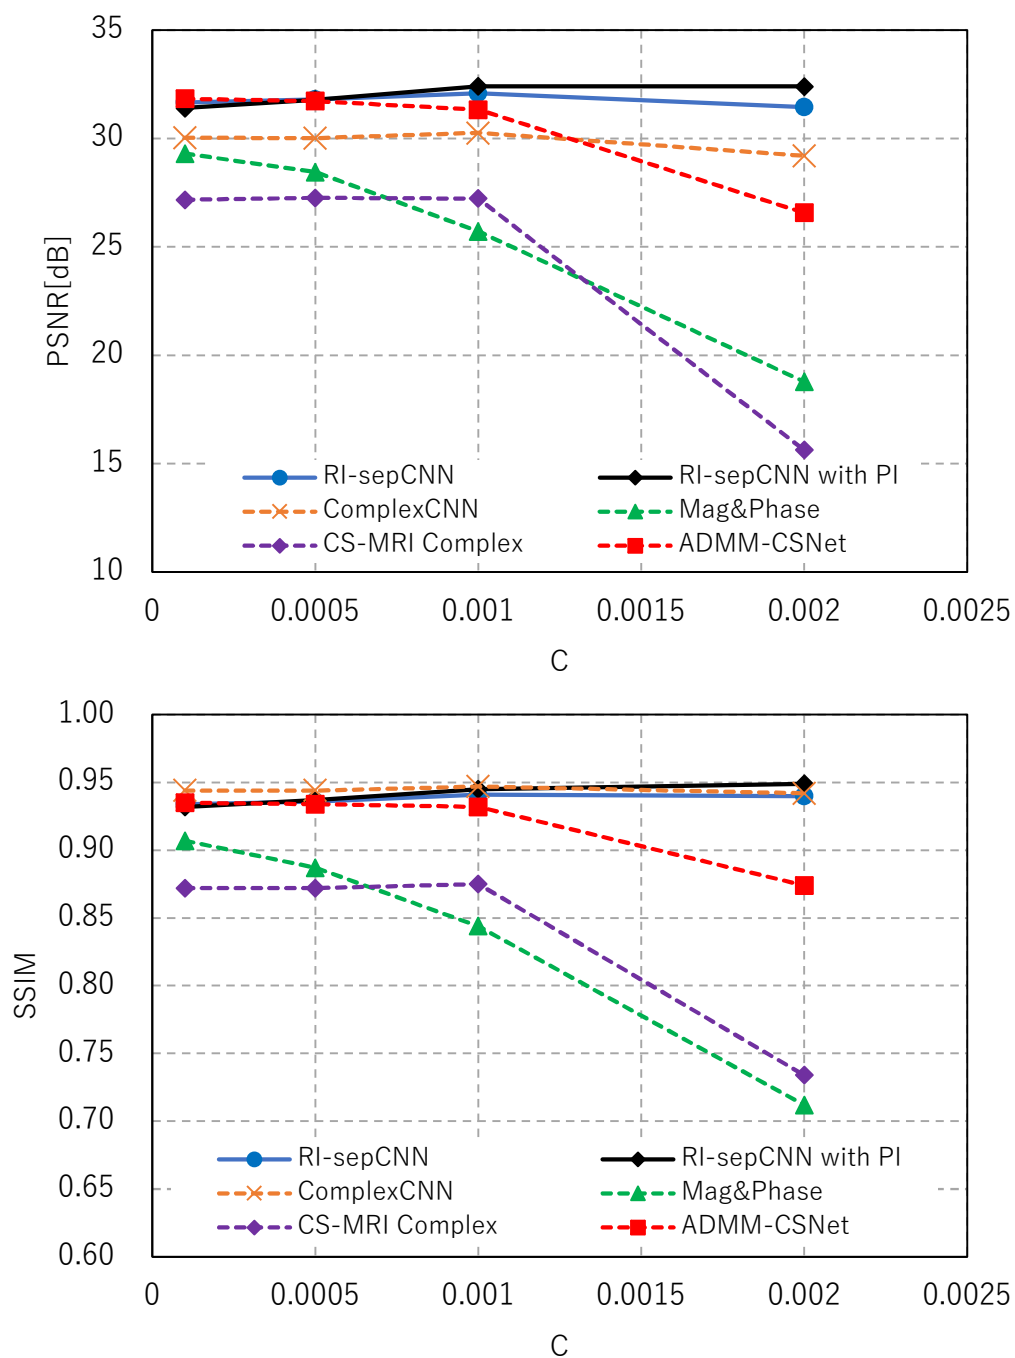 35
30
25
20
15
10
PSNR[dB]
RI-sepCNN
RI-sepCNN with PI
ComplexCNN
Mag&Phase
CS-MRI Complex
ADMM-CSNet
0 0.0005 0.001 0.0015 0.002 0.0025
C
1.00
0.95
0.90
0.85
0.80
0.75
0.70
0.65
0.60
SSIM
RI-sepCNN
RI-sepCNN with PI
ComplexCNN
Mag&Phase
CS-MRI Complex
ADMM-CSNet
0 0.0005 0.001 0.0015 0.002 0.0025
C